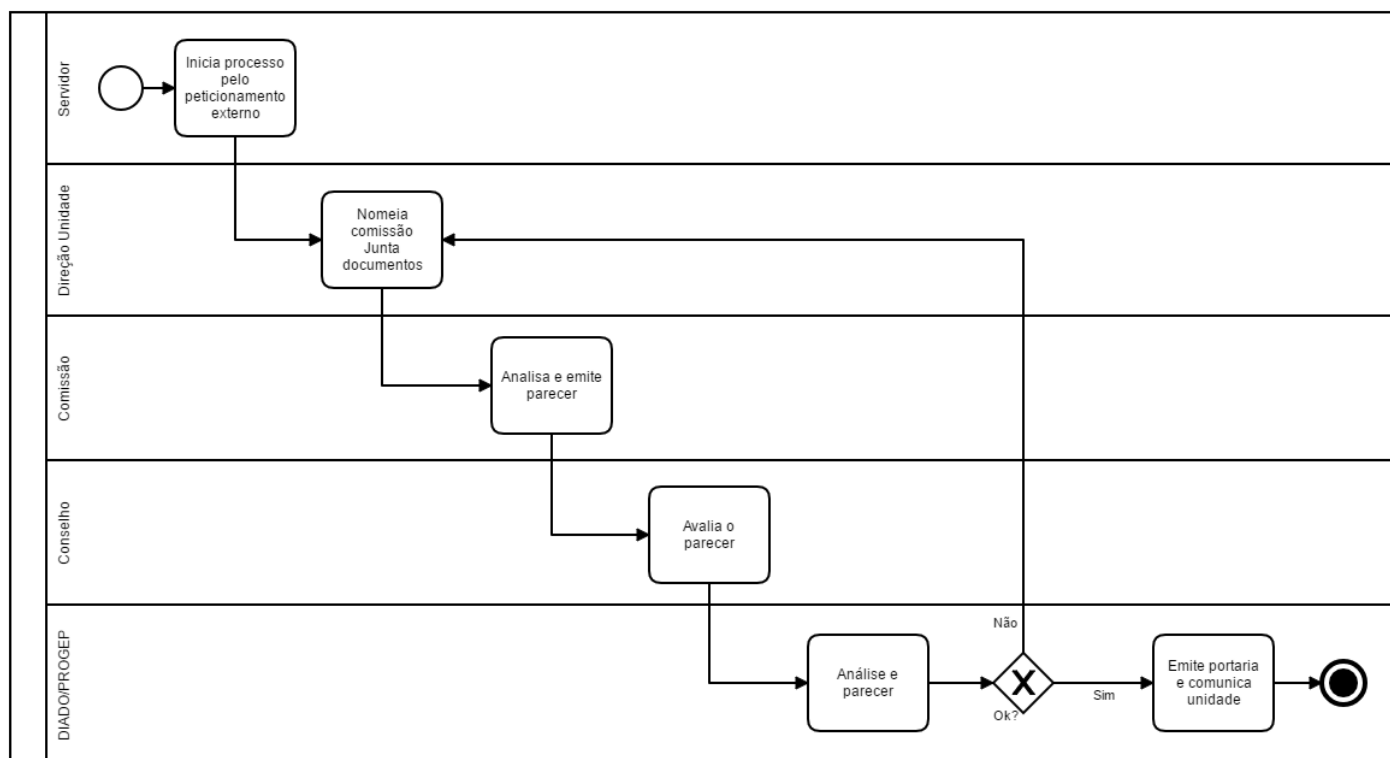 Servidor
Inicia processo
pelo
peticionamento
externo
Direção Unidade
Nomeia
comissão
Junta
documentos
Comissão
Analisa e emite
parecer
Conselho
Avalia o
parecer
DIADO/PROGEP
Análise e
parecer
Não
Ok?
Sim
Emite portaria
e comunica
unidade